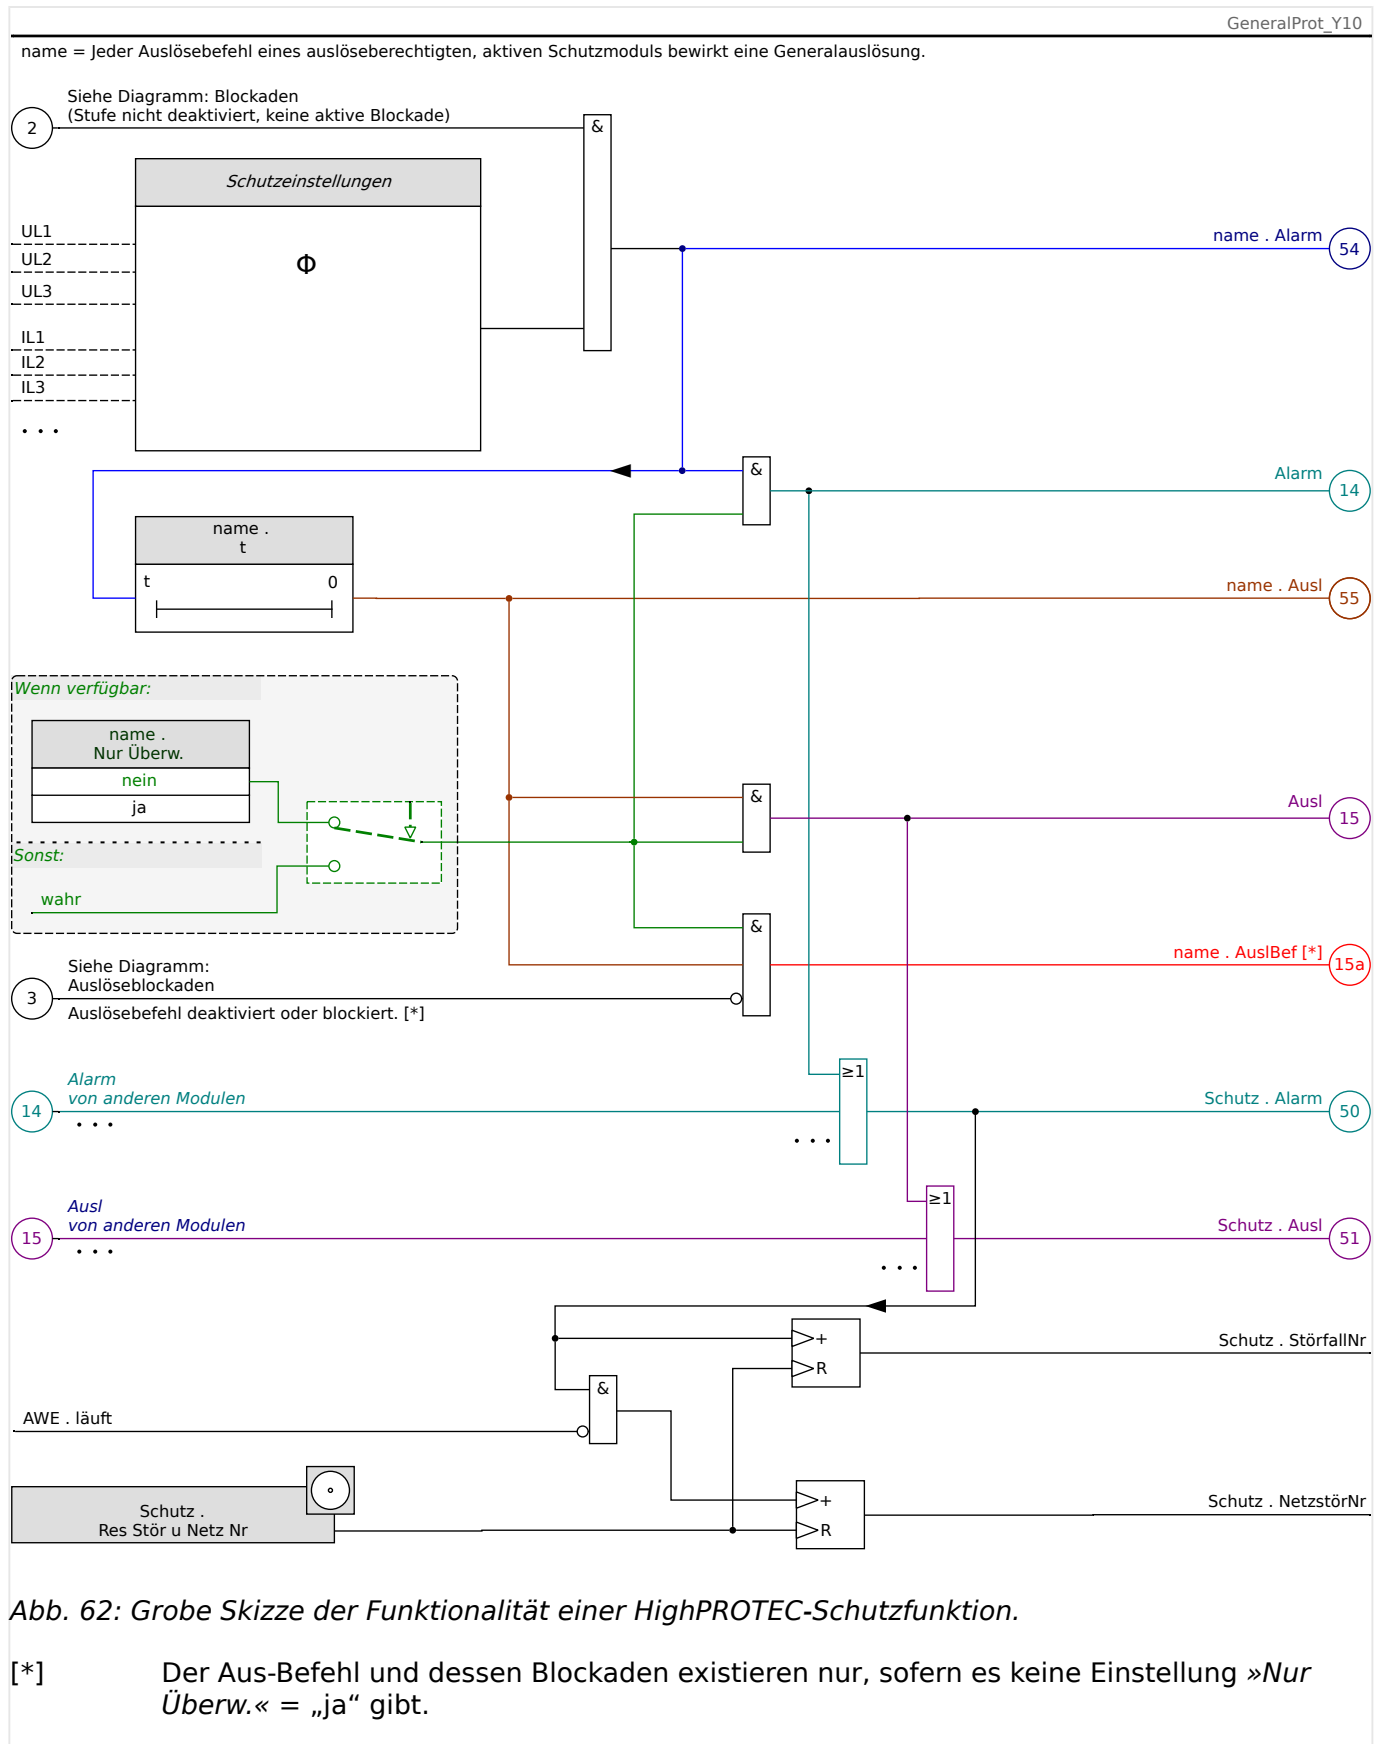 GeneralProt_Y10
name = Jeder Auslösebefehl eines auslöseberechtigten, aktiven Schutzmoduls bewirkt eine Generalauslösung.
Siehe Diagramm: Blockaden
(Stufe nicht deaktiviert, keine aktive Blockade)
2
&
Schutzeinstellungen
Φ
UL1
UL2
UL3
IL1
IL2
IL3
. . .
name . Alarm
54
&
Alarm
14
name .
t
t 0
name . Ausl
55
Wenn verfügbar:
name .
Nur Überw.
nein
ja
Sonst:
wahr
&
Ausl
15
&
name . AuslBef [*]
15a
Siehe Diagramm:
Auslöseblockaden
3
Auslösebefehl deaktiviert oder blockiert. [*]
≥1
Alarm
von anderen Modulen
14
. . .
. . .
Schutz . Alarm
50
≥1
Ausl
von anderen Modulen
15
. . .
. . .
Schutz . Ausl
51
+
R
Schutz . StörfallNr
&
AWE . läuft
Schutz .
Res Stör u Netz Nr
+
R
Schutz . NetzstörNr
Abb. 62: Grobe Skizze der Funktionalität einer HighPROTEC-Schutzfunktion.
[*] Der Aus-Befehl und dessen Blockaden existieren nur, sofern es keine Einstellung »Nur
Überw.« = „ja“ gibt.